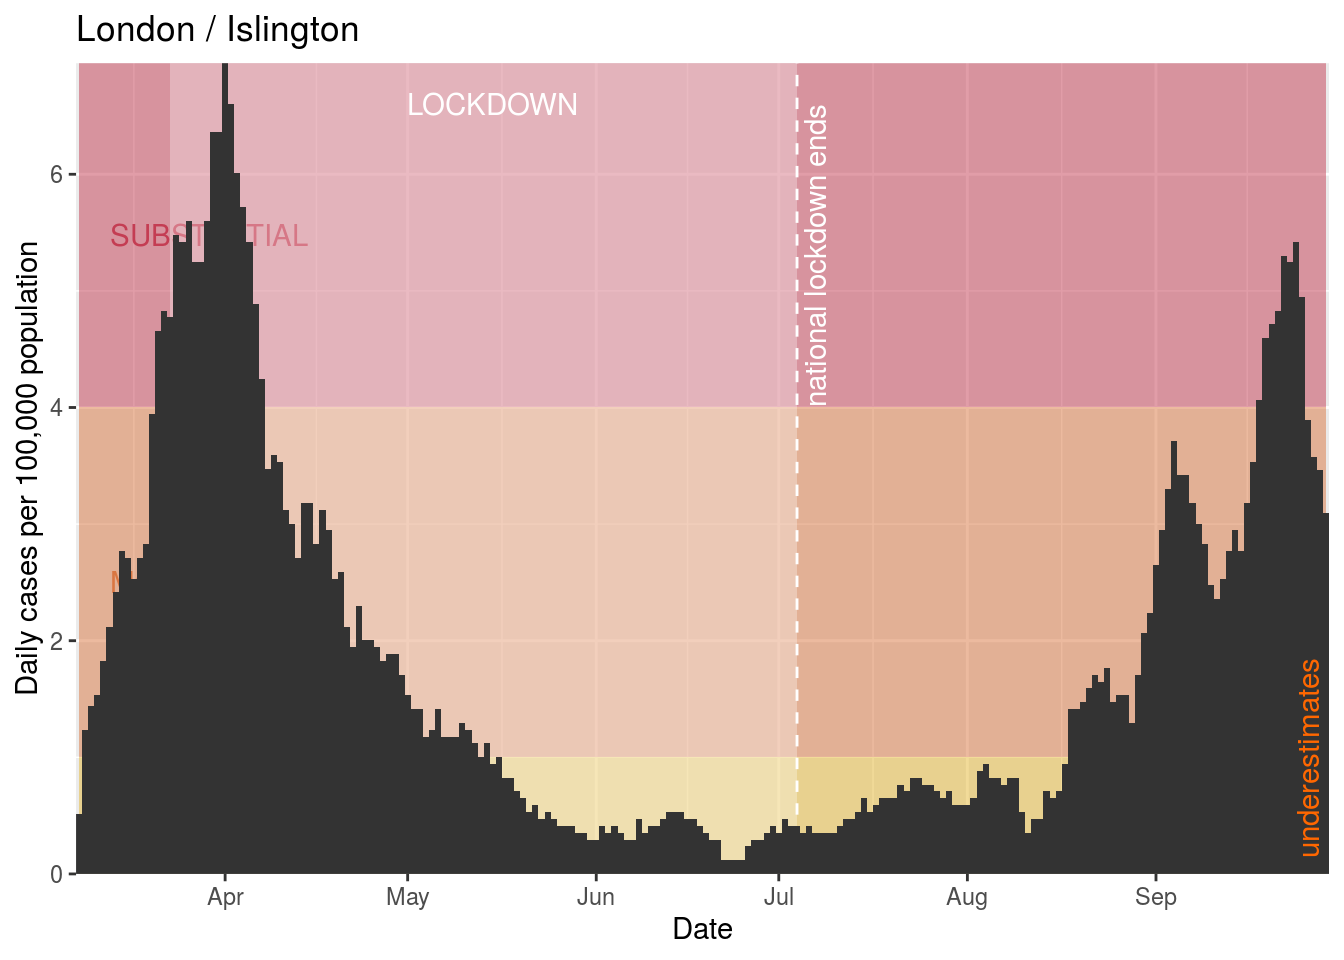 London / Islington
LOCKDOWN
national lockdown ends
SUBSTANTIAL
Daily cases per 100,000 population
6
4
2
0
underestimates
Apr
May
Jun
Jul
Aug
Sep
Date